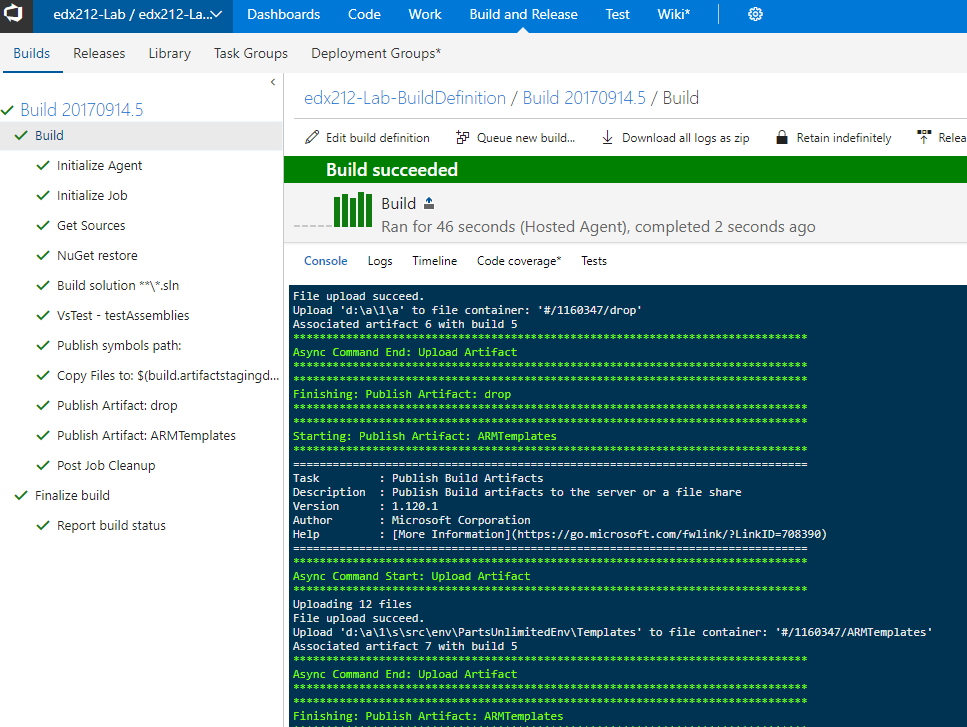 edx212-Lab / edx212-La... Dashboards Code Work Build and Release Test Wiki*
Builds Releases Library Task Groups Deployment Groups*
Build 20170914.5
Build
Initialize Agent
Initialize Job
Get Sources
NuGet restore
Build solution **\*.sln
VsTest - testAssemblies
Publish symbols path:
Copy Files to: $(build.artifactstagingd...
Publish Artifact: drop
Publish Artifact: ARMTemplates
Post Job Cleanup
Finalize build
Report build status
edx212-Lab-BuildDefinition / Build 20170914.5 / Build
Edit build definition Queue new build... Download all logs as zip Retain indefinitely Relea
Build succeeded
Build
Ran for 46 seconds (Hosted Agent), completed 2 seconds ago
Console Logs Timeline Code coverage* Tests
File upload succeed.
Upload 'd:\a\1\a' to file container: '#/1160347/drop'
Associated artifact 6 with build 5
******************************************************************************
Async Command End: Upload Artifact
******************************************************************************
******************************************************************************
Finishing: Publish Artifact: drop
******************************************************************************
******************************************************************************
Starting: Publish Artifact: ARMTemplates
******************************************************************************
==============================================================================
Task         : Publish Build Artifacts
Description  : Publish Build artifacts to the server or a file share
Version      : 1.120.1
Author       : Microsoft Corporation
Help         : [More Information](https://go.microsoft.com/fwlink/?LinkID=708390)
==============================================================================
******************************************************************************
Async Command Start: Upload Artifact
******************************************************************************
Uploading 12 files
File upload succeed.
Upload 'd:\a\1\s\src\env\PartsUnlimitedEnv\Templates' to file container: '#/1160347/ARMTemplates'
Associated artifact 7 with build 5
******************************************************************************
Async Command End: Upload Artifact
******************************************************************************
******************************************************************************
Finishing: Publish Artifact: ARMTemplates